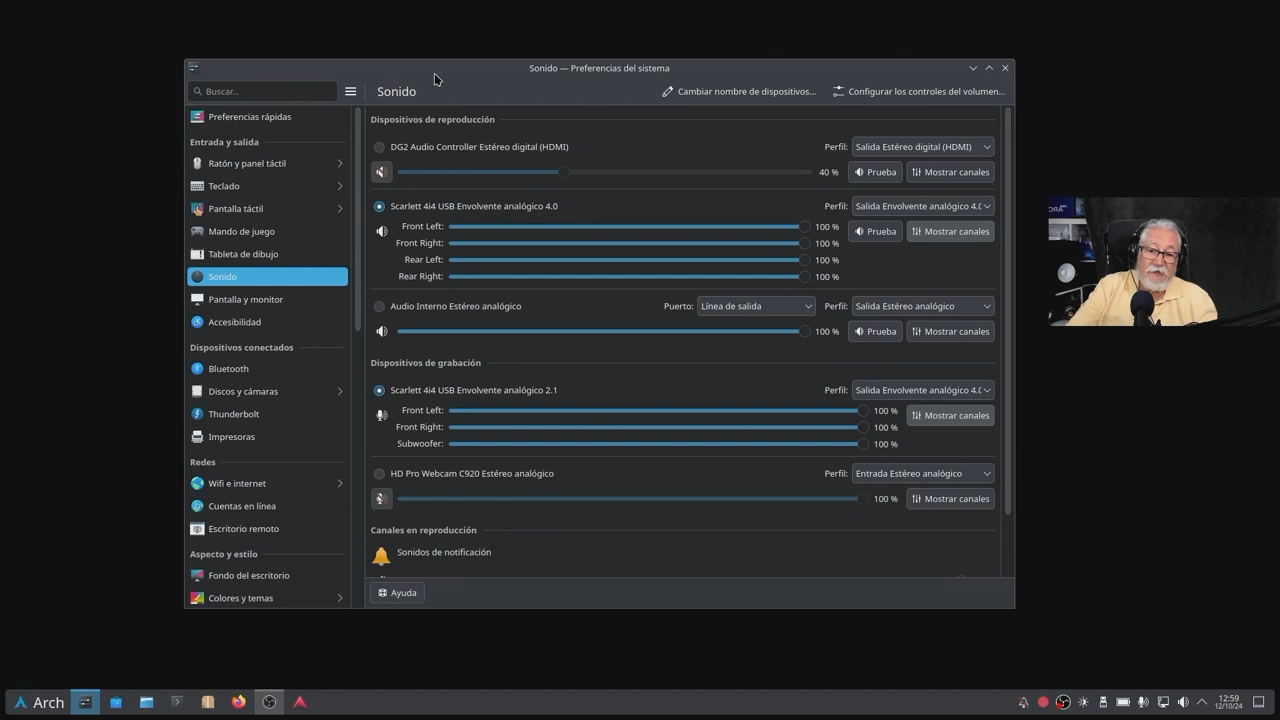 Sonido — Preferencias del sistema
Buscar...
Sonido
Cambiar nombre de dispositivos...
Configurar los controles del volumen...
Preferencias rápidas
Entrada y salida
Ratón y panel táctil
Teclado
Pantalla táctil
Mando de juego
Tableta de dibujo
Sonido
Pantalla y monitor
Accesibilidad
Dispositivos conectados
Bluetooth
Discos y cámaras
Thunderbolt
Impresoras
Redes
Wifi e internet
Cuentas en línea
Escritorio remoto
Aspecto y estilo
Fondo del escritorio
Colores y temas
Dispositivos de reproducción
DG2 Audio Controller Estéreo digital (HDMI)
Perfil: Salida Estéreo digital (HDMI)
40 % Prueba Mostrar canales
Scarlett 4i4 USB Envolvente analógico 4.0
Perfil: Salida Envolvente analógico 4.0
Front Left: 100 % Prueba Mostrar canales
Front Right: 100 %
Rear Left: 100 %
Rear Right: 100 %
Audio Interno Estéreo analógico
Puerto: Línea de salida
Perfil: Salida Estéreo analógico
100 % Prueba Mostrar canales
Dispositivos de grabación
Scarlett 4i4 USB Envolvente analógico 2.1
Perfil: Salida Envolvente analógico 4.0
Front Left: 100 % Mostrar canales
Front Right: 100 %
Subwoofer: 100 %
HD Pro Webcam C920 Estéreo analógico
Perfil: Entrada Estéreo analógico
100 % Mostrar canales
Canales en reproducción
Sonidos de notificación
Ayuda
Arch
12:59
12/10/24